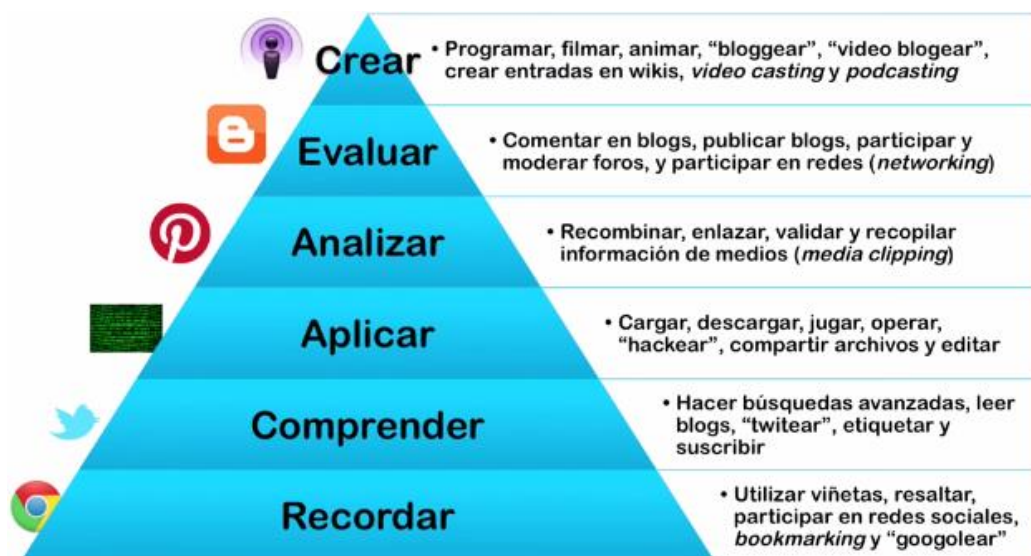 Crear
• Programar, filmar, animar, “bloggear”, “video blogear”,
crear entradas en wikis, video casting y podcasting
Evaluar
• Comentar en blogs, publicar blogs, participar y
moderar foros, y participar en redes (networking)
Analizar
• Recombinar, enlazar, validar y recopilar
información de medios (media clipping)
Aplicar
• Cargar, descargar, jugar, operar,
“hackear”, compartir archivos y editar
Comprender
• Hacer búsquedas avanzadas, leer
blogs, “twitear”, etiquetar y
suscribir
Recordar
• Utilizar viñetas, resaltar,
participar en redes sociales,
bookmarking y “googolear”